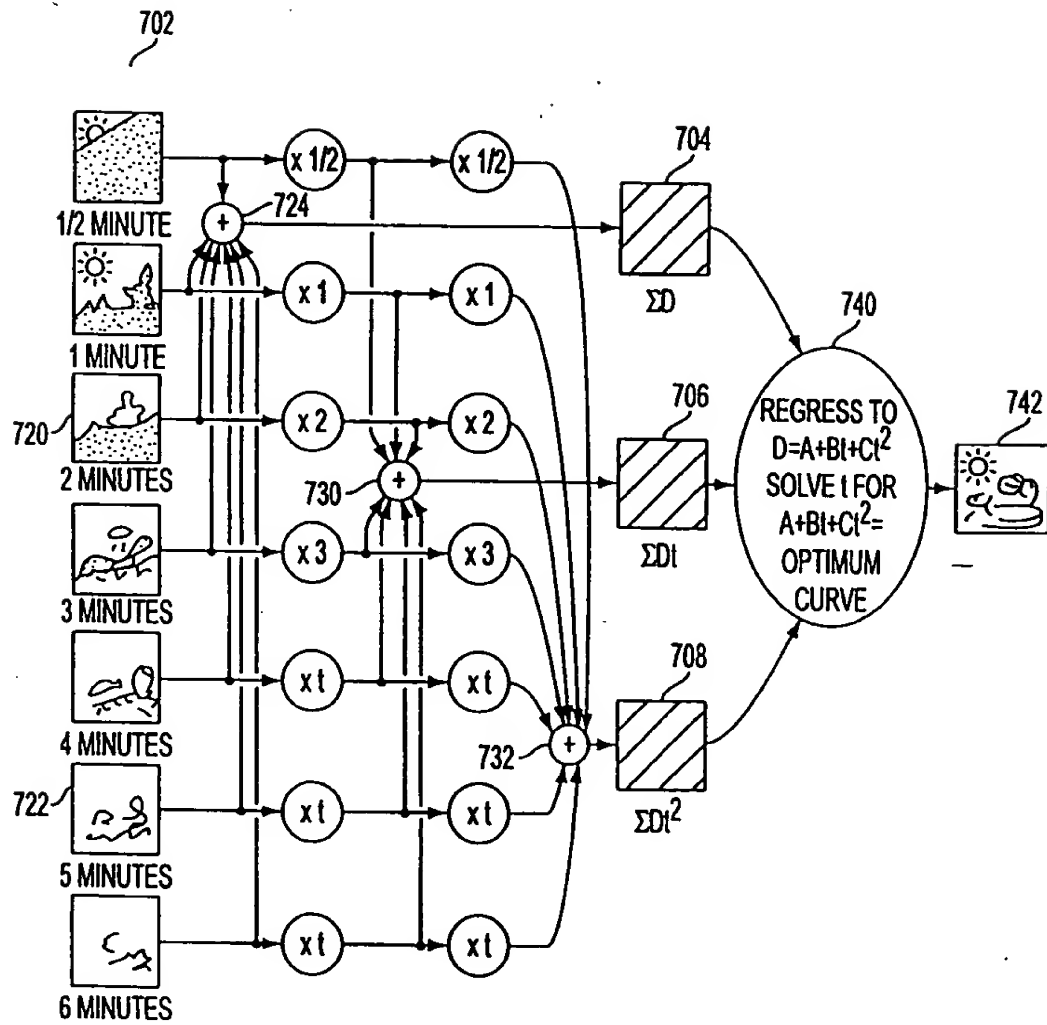 702
1/2 MINUTE
x 1/2
x 1/2
+
724
704
ΣD
1 MINUTE
x 1
x 1
720
2 MINUTES
x 2
x 2
730
+
706
ΣDt
740
REGRESS TO
D=A+Bt+Ct²
SOLVE t FOR
A+Bt+Ct²=
OPTIMUM
CURVE
742
3 MINUTES
x 3
x 3
4 MINUTES
x t
x t
732
+
708
ΣDt²
722
5 MINUTES
x t
x t
6 MINUTES
x t
x t